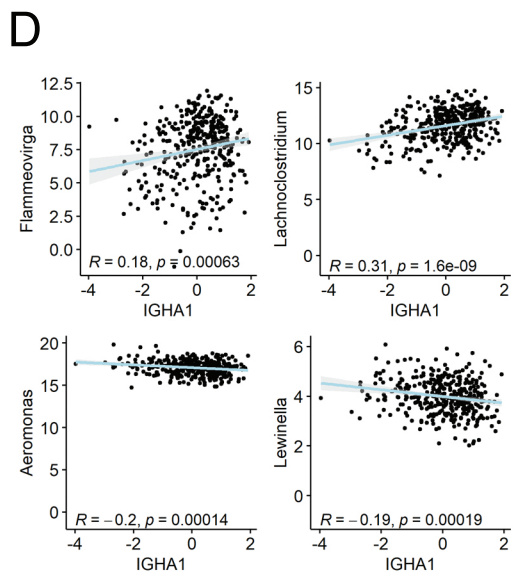 D
12.5
10.0
7.5
5.0
2.5
0.0
Flammeovirga
R = 0.18, p = 0.00063
-4 -2 0 2
IGHA1
15
10
5
0
Lachnoclostridium
R = 0.31, p = 1.6e-09
-4 -2 0 2
IGHA1
20
15
10
5
0
Aeromonas
R = −0.2, p = 0.00014
-4 -2 0 2
IGHA1
6
4
2
0
Lewinella
R = −0.19, p = 0.00019
-4 -2 0 2
IGHA1